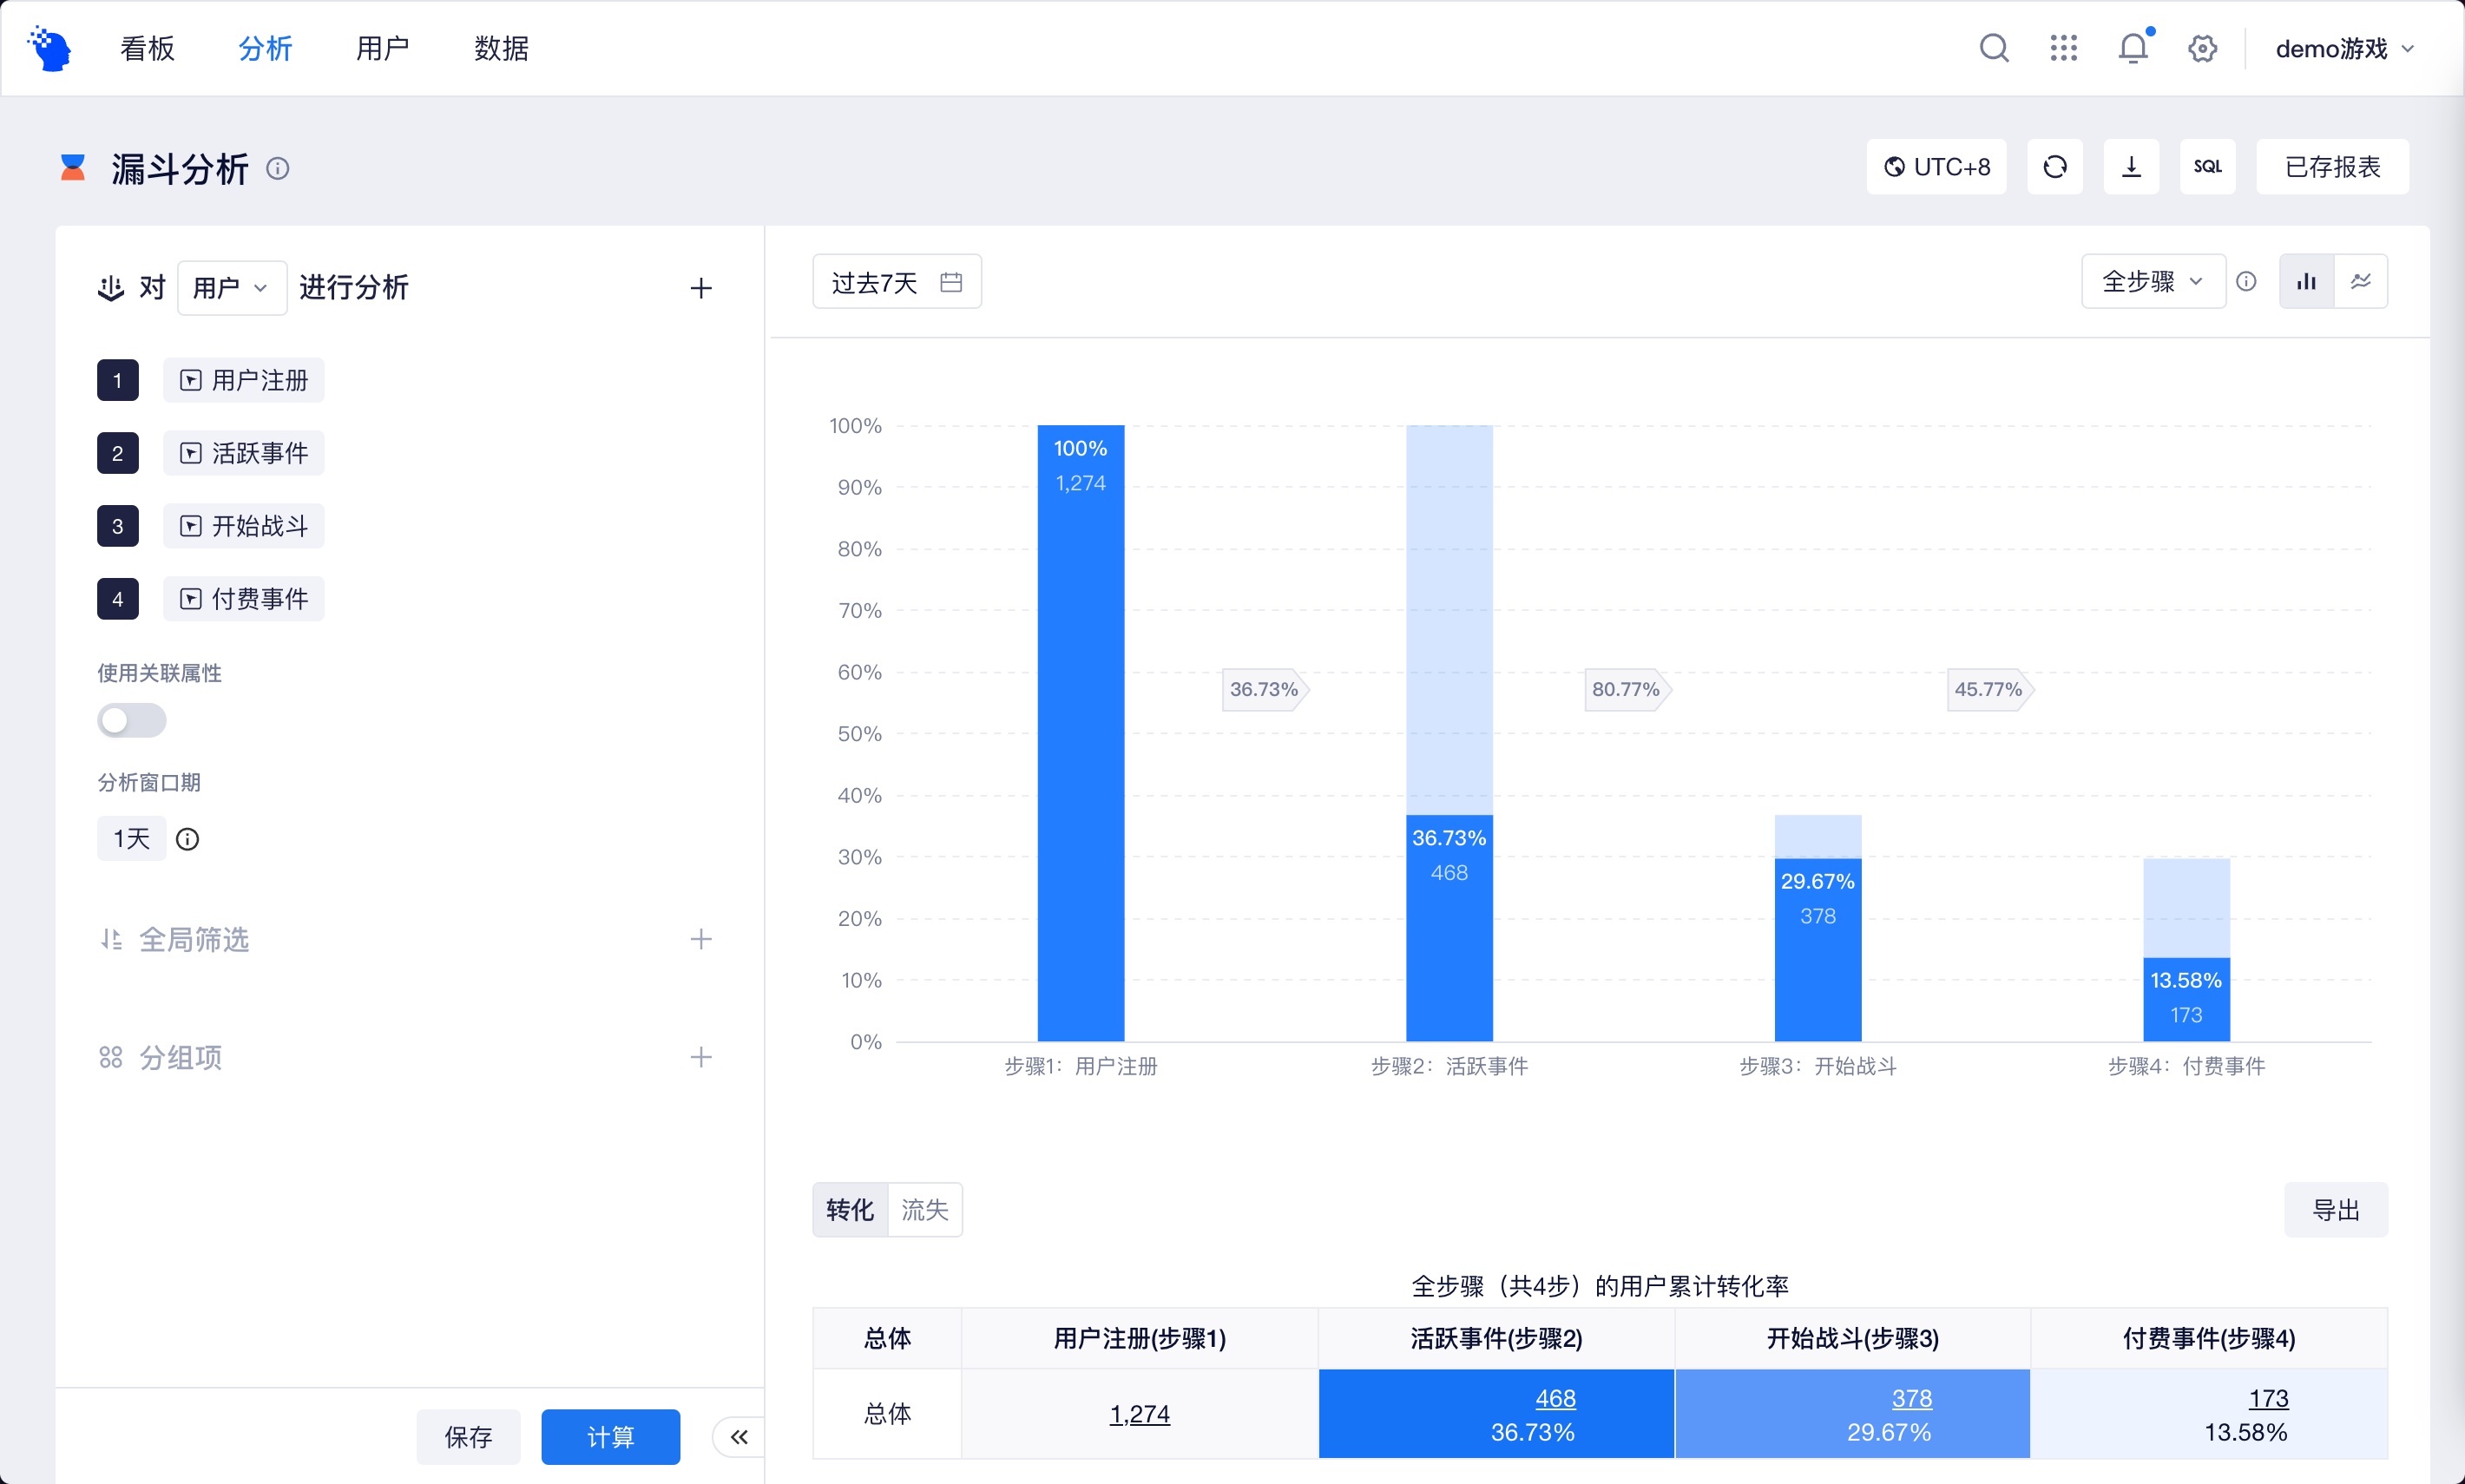 看板 分析 用户 数据 demo游戏
漏斗分析 UTC+8 SQL 已存报表
对 用户 进行分析
1 用户注册
2 活跃事件
3 开始战斗
4 付费事件
使用关联属性
分析窗口期
1天
全局筛选
分组项
保存 计算
过去7天 全步骤
100%
90%
80%
70%
60%
50%
40%
30%
20%
10%
0%
100%
1,274
36.73%
36.73%
468
80.77%
29.67%
378
45.77%
13.58%
173
步骤1：用户注册 步骤2：活跃事件 步骤3：开始战斗 步骤4：付费事件
转化 流失 导出
全步骤（共4步）的用户累计转化率
总体 用户注册(步骤1) 活跃事件(步骤2) 开始战斗(步骤3) 付费事件(步骤4)
总体 1,274 468 378 173
36.73% 29.67% 13.58%